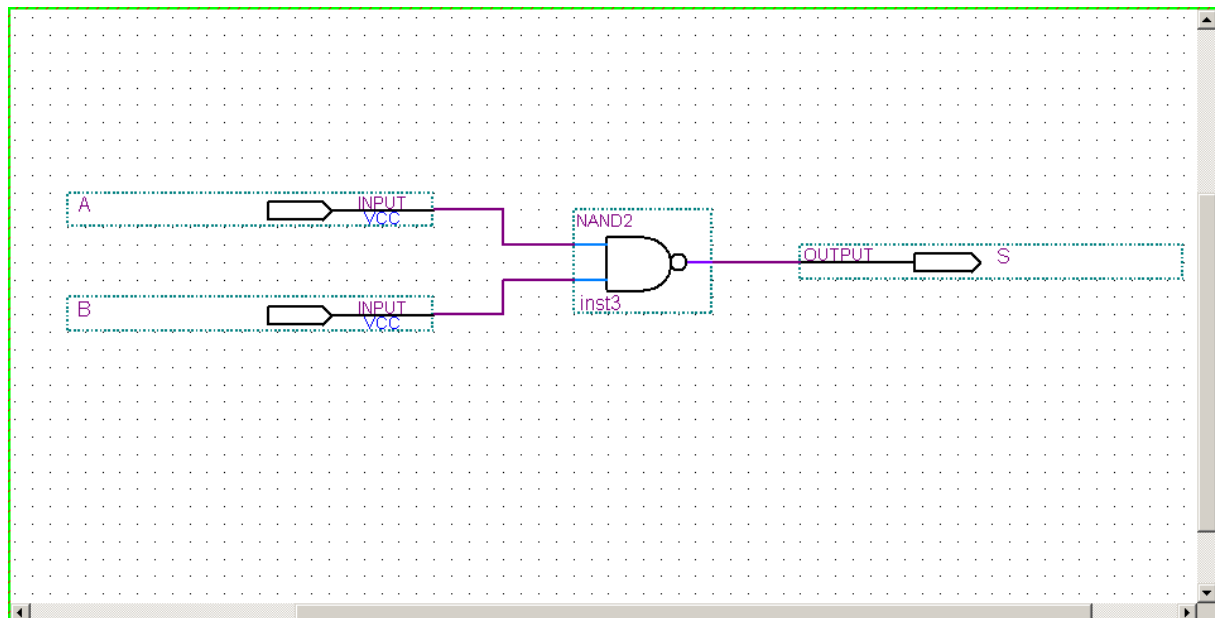 A
INPUT
VCC
NAND2
OUTPUT
S
B
INPUT
VCC
inst3